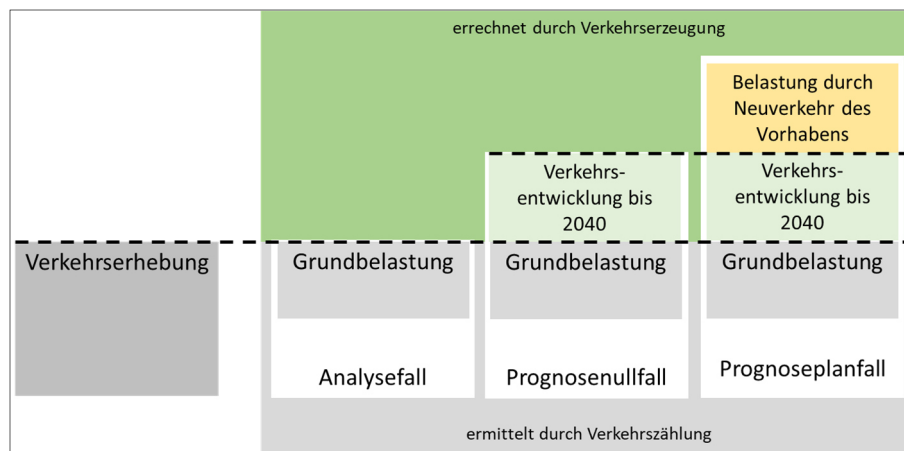 errechnet durch Verkehrserzeugung
Belastung durch
Neuverkehr des
Vorhabens
Verkehrs-
entwicklung bis
2040
Verkehrs-
entwicklung bis
2040
Verkehrserhebung
Grundbelastung
Grundbelastung
Grundbelastung
Analysefall
Prognosenullfall
Prognoseplanfall
ermittelt durch Verkehrszählung